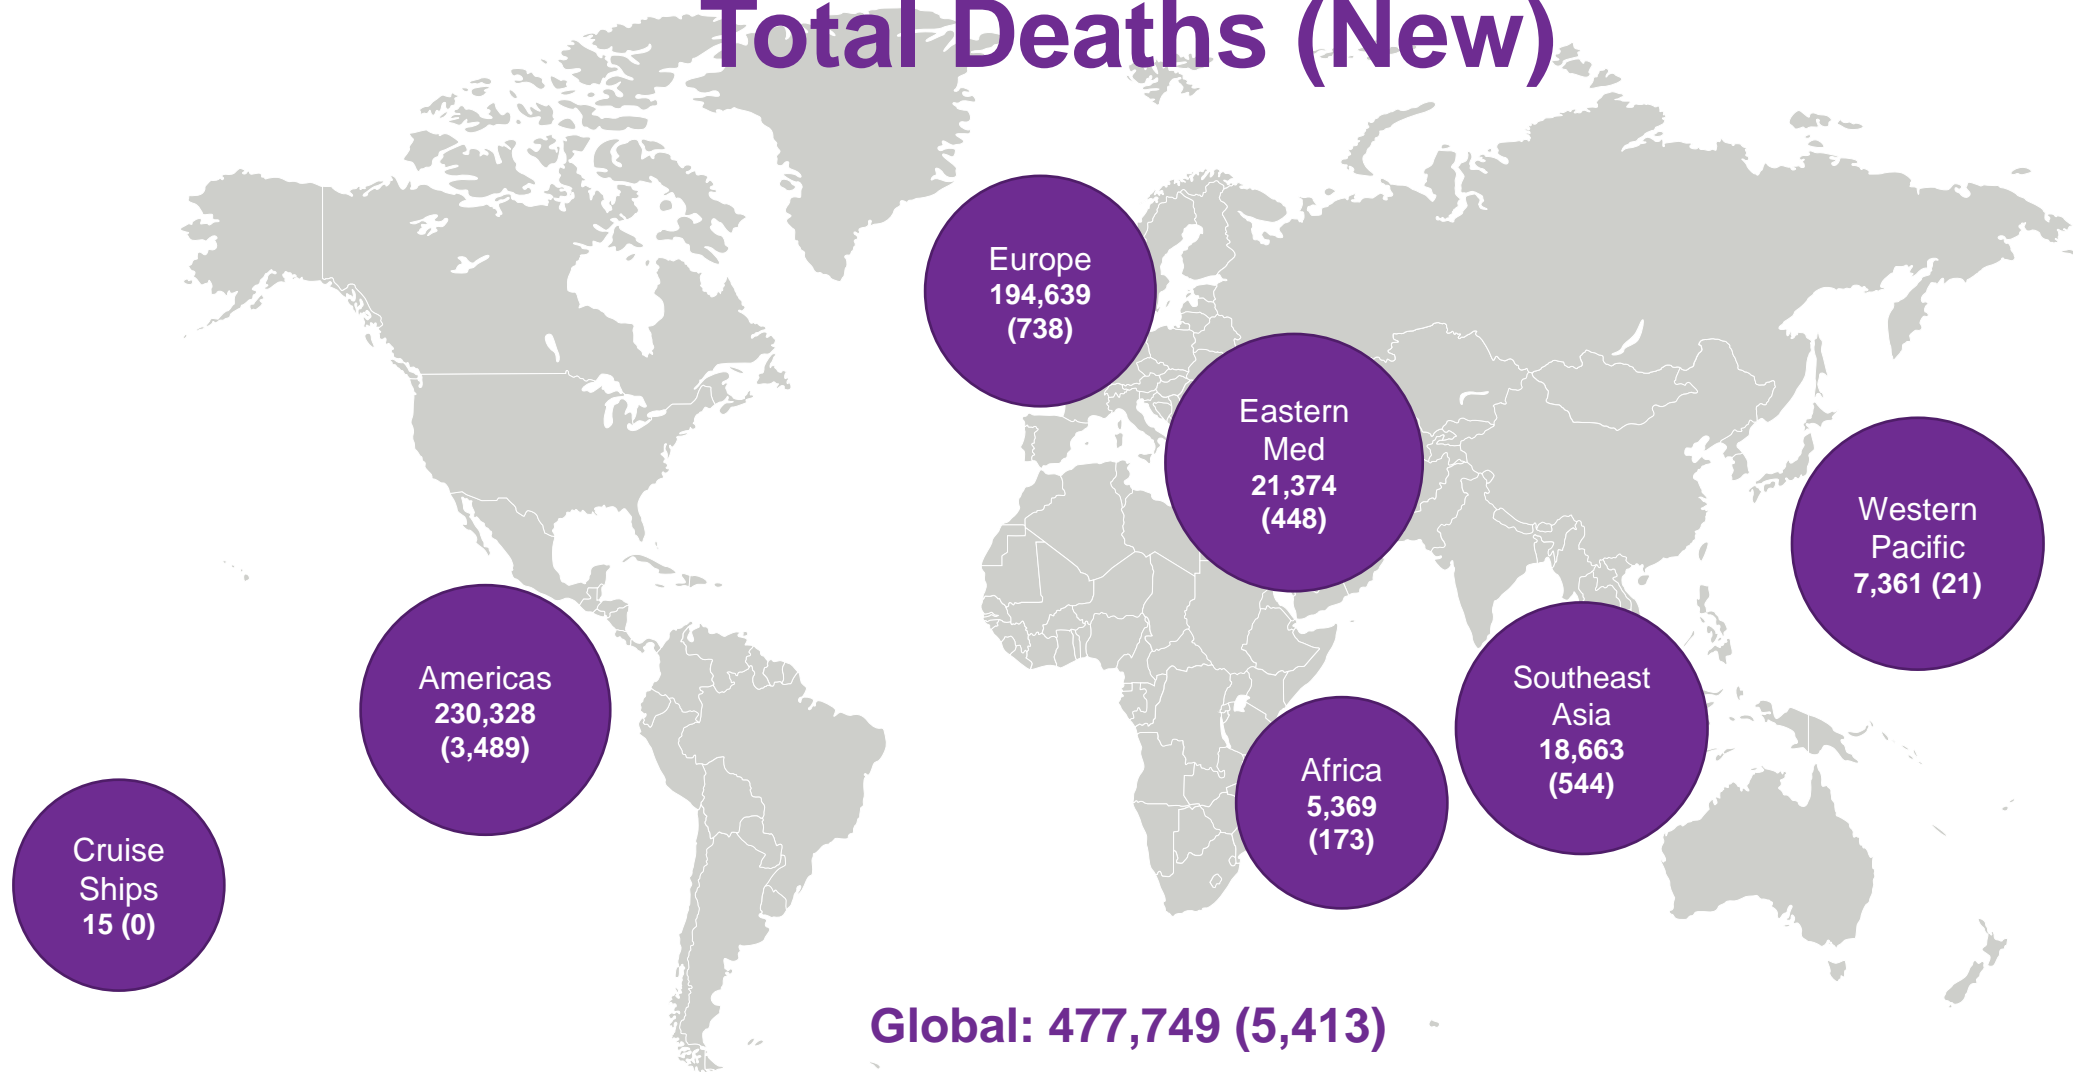 Total Deaths (New)
Europe
194,639
(738)
Eastern
Med
21,374
(448)
Western
Pacific
7,361 (21)
Americas
230,328
(3,489)
Southeast
Asia
18,663
(544)
Africa
5,369
(173)
Cruise
Ships
15 (0)
Global: 477,749 (5,413)